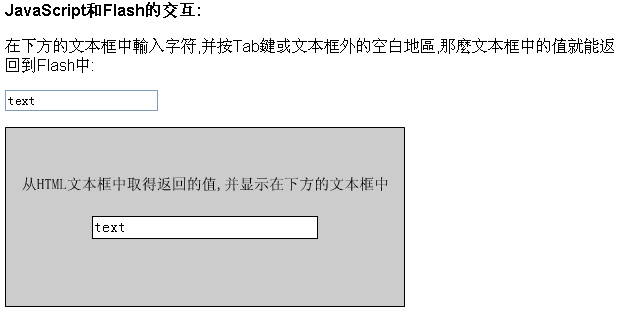 JavaScript和Flash的交互:
在下方的文本框中輸入字符,并按Tab鍵或文本框外的空白地區,那麼文本框中的值就能返
回到Flash中:
text
从HTML文本框中取得返回的值,并显示在下方的文本框中
text